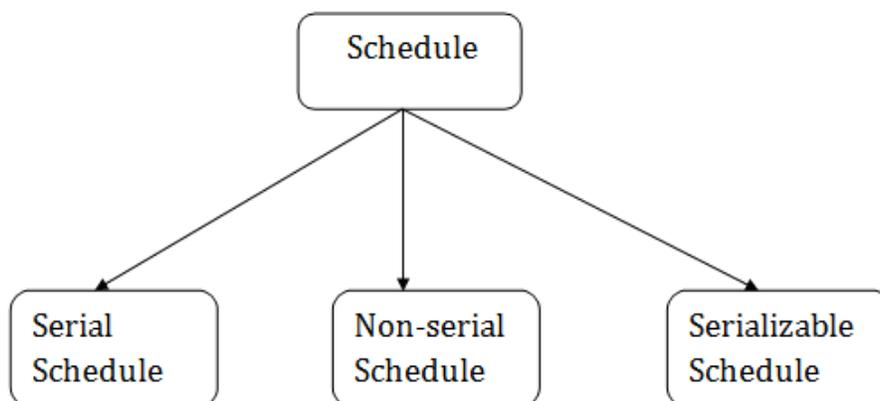 Schedule
Serial
Schedule
Non-serial
Schedule
Serializable
Schedule